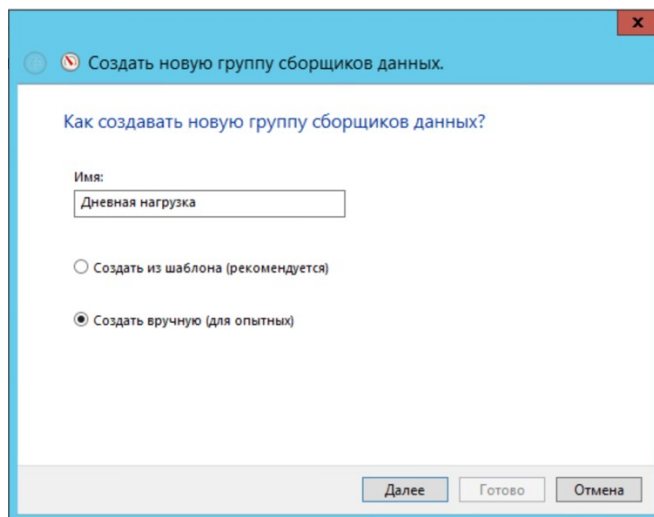 x
Создать новую группу сборщиков данных.
Как создавать новую группу сборщиков данных?
Имя:
Дневная нагрузка
Создать из шаблона (рекомендуется)
Создать вручную (для опытных)
Далее Готово Отмена